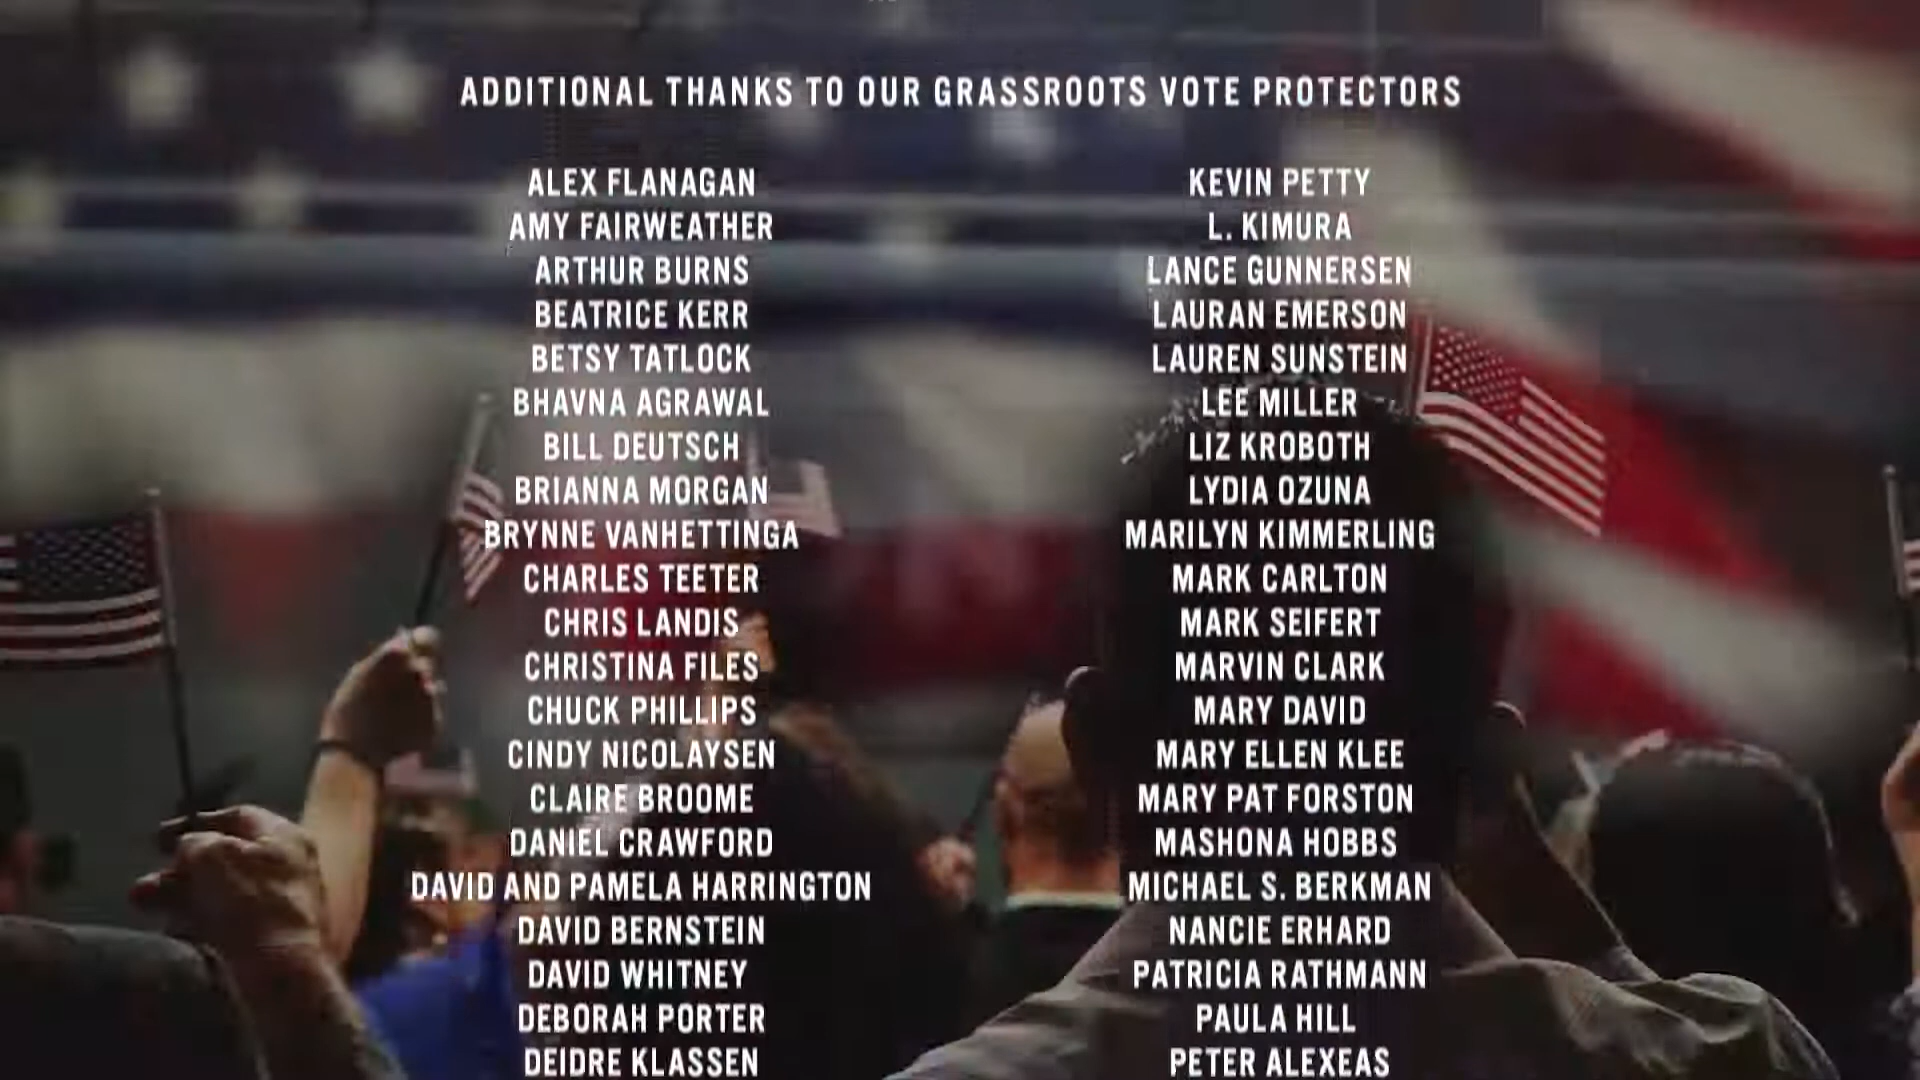 ADDITIONAL THANKS TO OUR GRASSROOTS VOTE PROTECTORS
ALEX FLANAGAN
AMY FAIRWEATHER
ARTHUR BURNS
BEATRICE KERR
BETSY TATLOCK
BHAVNA AGRAWAL
BILL DEUTSCH
BRIANNA MORGAN
BRYNNE VANHETTINGA
CHARLES TEETER
CHRIS LANDIS
CHRISTINA FILES
CHUCK PHILLIPS
CINDY NICOLAYSEN
CLAIRE BROOME
DANIEL CRAWFORD
DAVID AND PAMELA HARRINGTON
DAVID BERNSTEIN
DAVID WHITNEY
DEBORAH PORTER
DEIDRE KLASSEN
KEVIN PETTY
L. KIMURA
LANCE GUNNERSEN
LAURAN EMERSON
LAUREN SUNSTEIN
LEE MILLER
LIZ KROBOTH
LYDIA OZUNA
MARILYN KIMMERLING
MARK CARLTON
MARK SEIFERT
MARVIN CLARK
MARY DAVID
MARY ELLEN KLEE
MARY PAT FORSTON
MASHONA HOBBS
MICHAEL S. BERKMAN
NANCIE ERHARD
PATRICIA RATHMANN
PAULA HILL
PETER ALEXEAS